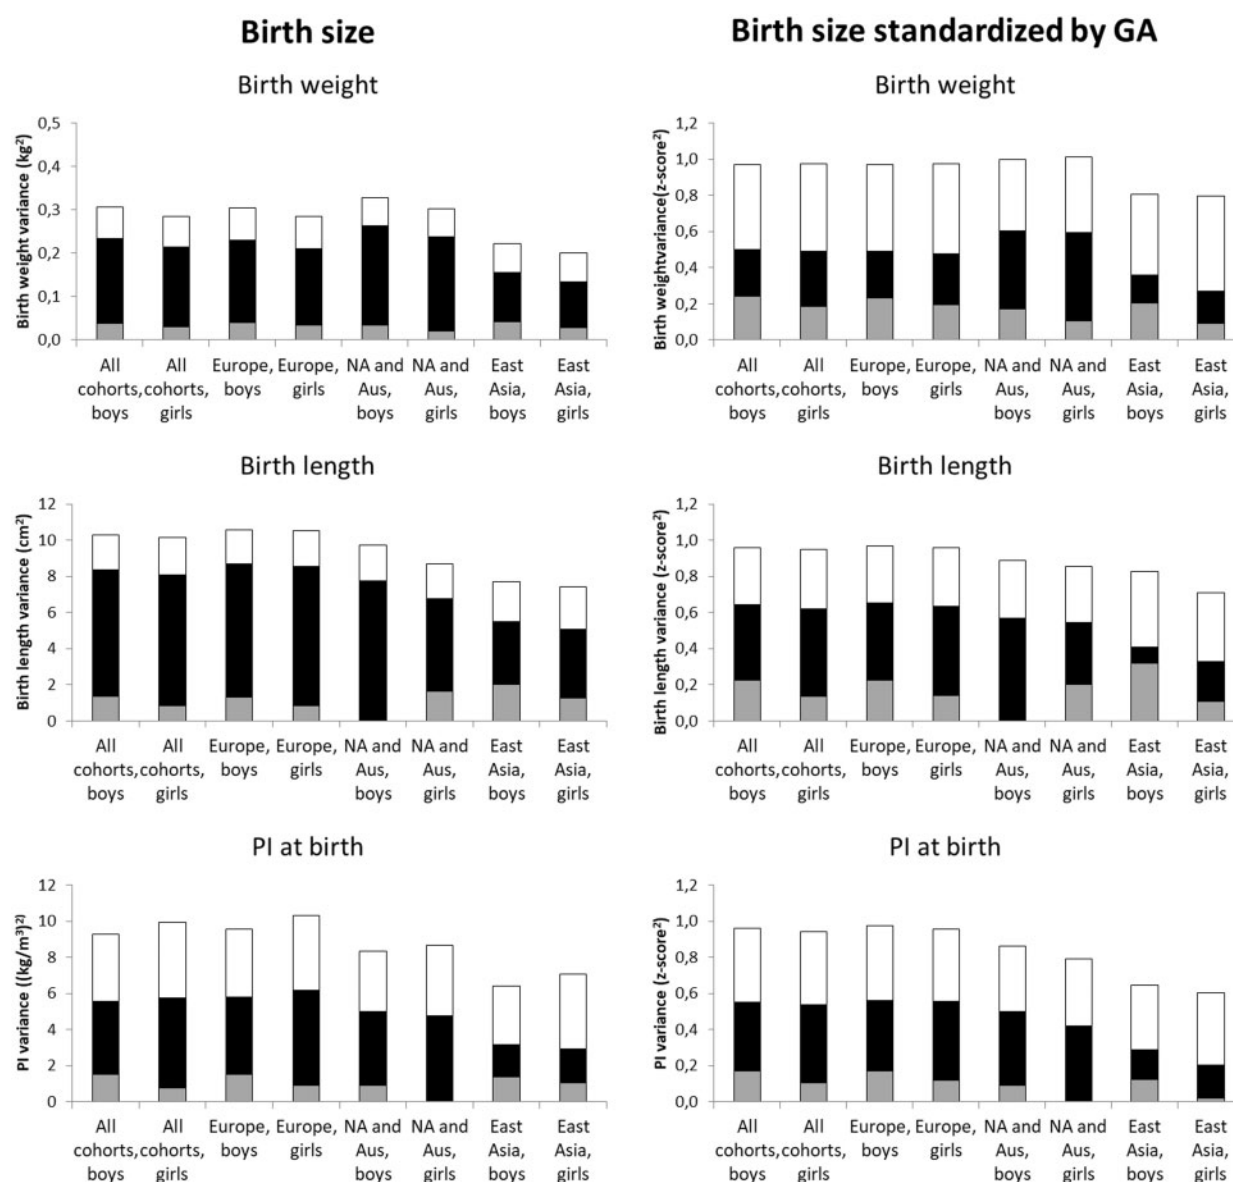 Birth size
Birth size standardized by GA
Birth weight
Birth weight variance (kg²)
0,5
0,4
0,3
0,2
0,1
0,0
All All Europe, Europe, NA and NA and East East
cohorts, cohorts, boys girls Aus, Aus, Asia, Asia,
boys girls boys girls boys girls
Birth weight
Birth weightvariance(z-score²)
1,2
1,0
0,8
0,6
0,4
0,2
0,0
All All Europe, Europe, NA and NA and East East
cohorts, cohorts, boys girls Aus, Aus, Asia, Asia,
boys girls boys girls boys girls
Birth length
Birth length variance (cm²)
12
10
8
6
4
2
0
All All Europe, Europe, NA and NA and East East
cohorts, cohorts, boys girls Aus, Aus, Asia, Asia,
boys girls boys girls boys girls
Birth length
Birth length variance (z-score²)
1,2
1,0
0,8
0,6
0,4
0,2
0,0
All All Europe, Europe, NA and NA and East East
cohorts, cohorts, boys girls Aus, Aus, Asia, Asia,
boys girls boys girls boys girls
PI at birth
PI variance ((kg/m³)²)
12
10
8
6
4
2
0
All All Europe, Europe, NA and NA and East East
cohorts, cohorts, boys girls Aus, Aus, Asia, Asia,
boys girls boys girls boys girls
PI at birth
PI variance (z-score²)
1,2
1,0
0,8
0,6
0,4
0,2
0,0
All All Europe, Europe, NA and NA and East East
cohorts, cohorts, boys girls Aus, Aus, Asia, Asia,
boys girls boys girls boys girls